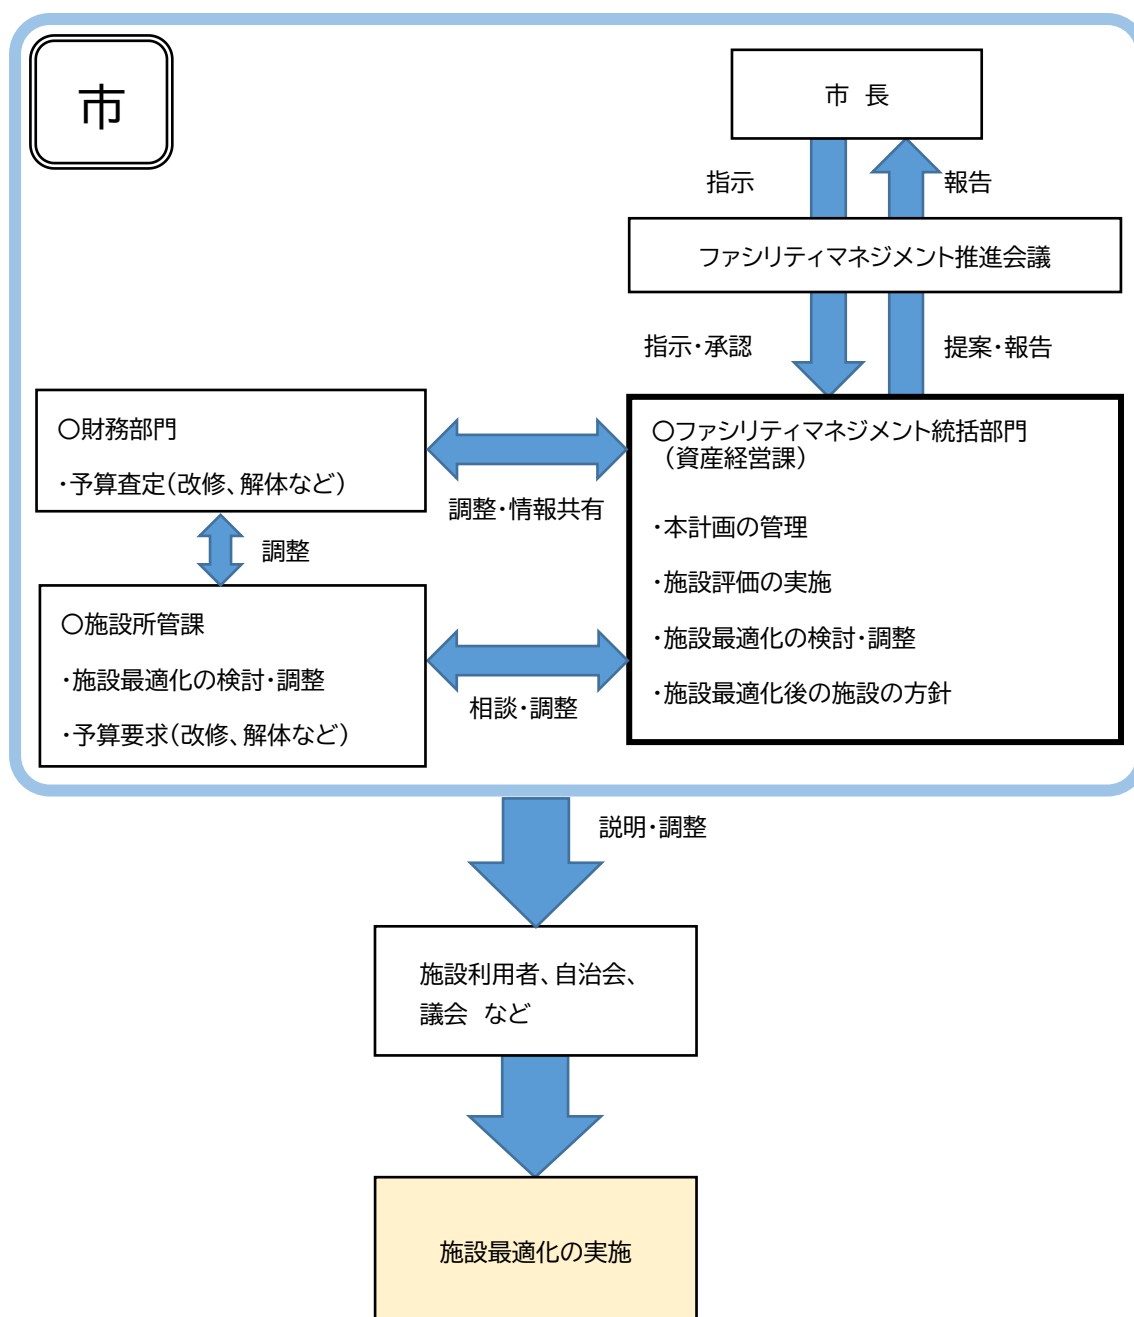 市
市 長
指示
報告
ファシリティマネジメント推進会議
指示・承認
提案・報告
〇財務部門
・予算査定（改修、解体など）
調整・情報共有
〇ファシリティマネジメント統括部門
（資産経営課）
・本計画の管理
・施設評価の実施
・施設最適化の検討・調整
・施設最適化後の施設の方針
調整
〇施設所管課
・施設最適化の検討・調整
・予算要求（改修、解体など）
相談・調整
説明・調整
施設利用者、自治会、
議会 など
施設最適化の実施